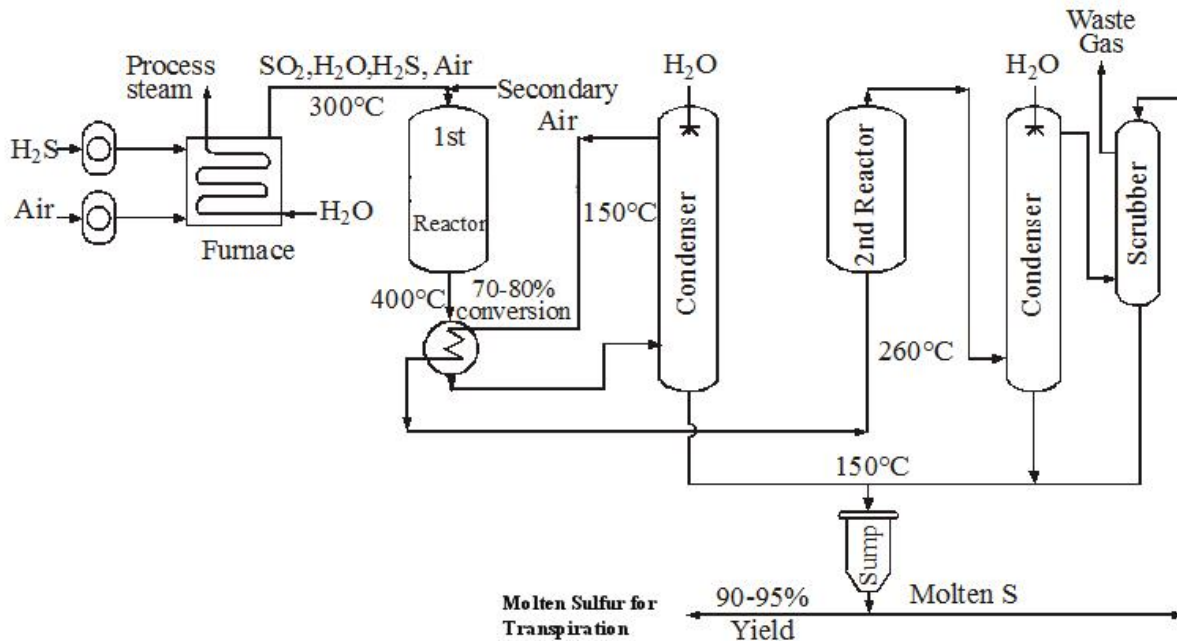 Waste
Gas
Process
steam
SO₂,H₂O,H₂S, Air
300°C
Secondary
Air
H₂O
H₂O
H₂S
Air
H₂O
Furnace
1st
Reactor
400°C
70-80%
conversion
150°C
Condenser
2nd Reactor
260°C
Condenser
Scrubber
150°C
Sump
Molten Sulfur for
Transpiration
90-95%
Yield
Molten S